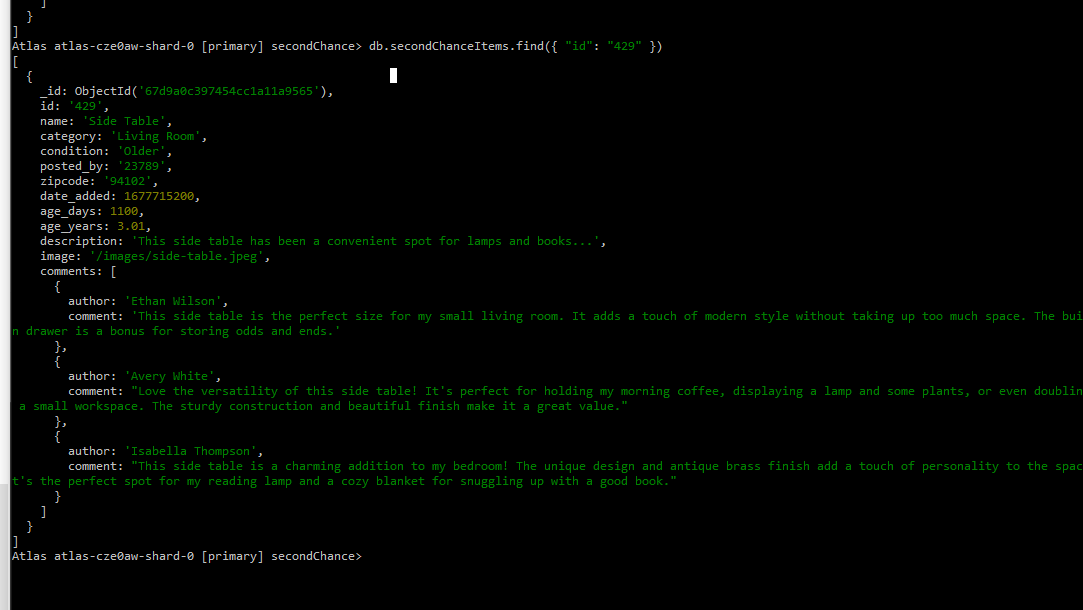 ]
}
]
Atlas atlas-cze0aw-shard-0 [primary] secondChance> db.secondChanceItems.find({ "id": "429" })
[
{
_id: ObjectId('67d9a0c397454cc1a11a9565'),
id: '429',
name: 'Side Table',
category: 'Living Room',
condition: 'Older',
posted_by: '23789',
zipcode: '94102',
date_added: 1677715200,
age_days: 1100,
age_years: 3.01,
description: 'This side table has been a convenient spot for lamps and books...',
image: '/images/side-table.jpeg',
comments: [
{
author: 'Ethan Wilson',
comment: 'This side table is the perfect size for my small living room. It adds a touch of modern style without taking up too much space. The bui
n drawer is a bonus for storing odds and ends.'
},
{
author: 'Avery White',
comment: "Love the versatility of this side table! It's perfect for holding my morning coffee, displaying a lamp and some plants, or even doublin
a small workspace. The sturdy construction and beautiful finish make it a great value."
},
{
author: 'Isabella Thompson',
comment: "This side table is a charming addition to my bedroom! The unique design and antique brass finish add a touch of personality to the spac
t's the perfect spot for my reading lamp and a cozy blanket for snuggling up with a good book."
}
]
}
]
Atlas atlas-cze0aw-shard-0 [primary] secondChance>